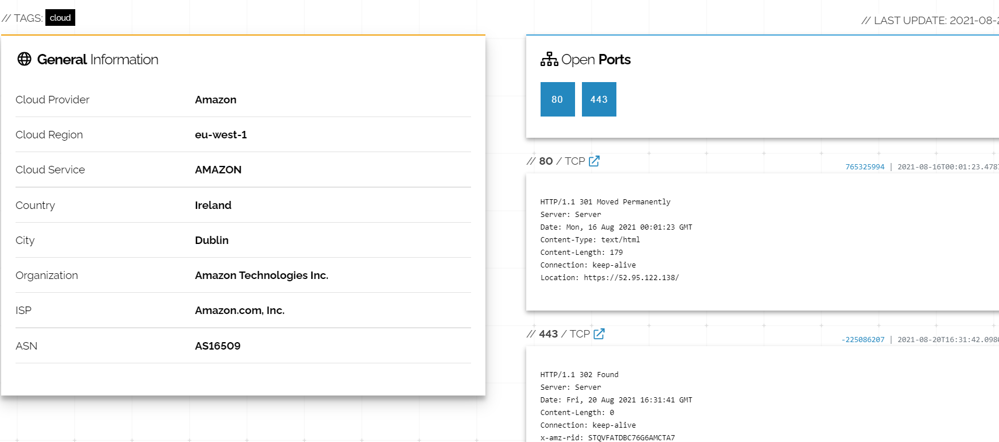 // TAGS: cloud
// LAST UPDATE: 2021-08-2
General Information
Cloud Provider Amazon
Cloud Region eu-west-1
Cloud Service AMAZON
Country Ireland
City Dublin
Organization Amazon Technologies Inc.
ISP Amazon.com, Inc.
ASN AS16509
Open Ports
80 443
// 80 / TCP
765325994 | 2021-08-16T00:01:23.4787
HTTP/1.1 301 Moved Permanently
Server: Server
Date: Mon, 16 Aug 2021 00:01:23 GMT
Content-Type: text/html
Content-Length: 179
Connection: keep-alive
Location: https://52.95.122.138/
// 443 / TCP
-225086207 | 2021-08-20T16:31:42.0980
HTTP/1.1 302 Found
Server: Server
Date: Fri, 20 Aug 2021 16:31:41 GMT
Content-Length: 0
Connection: keep-alive
x-amz-rid: STQVFATDBC76G6AMCTA7